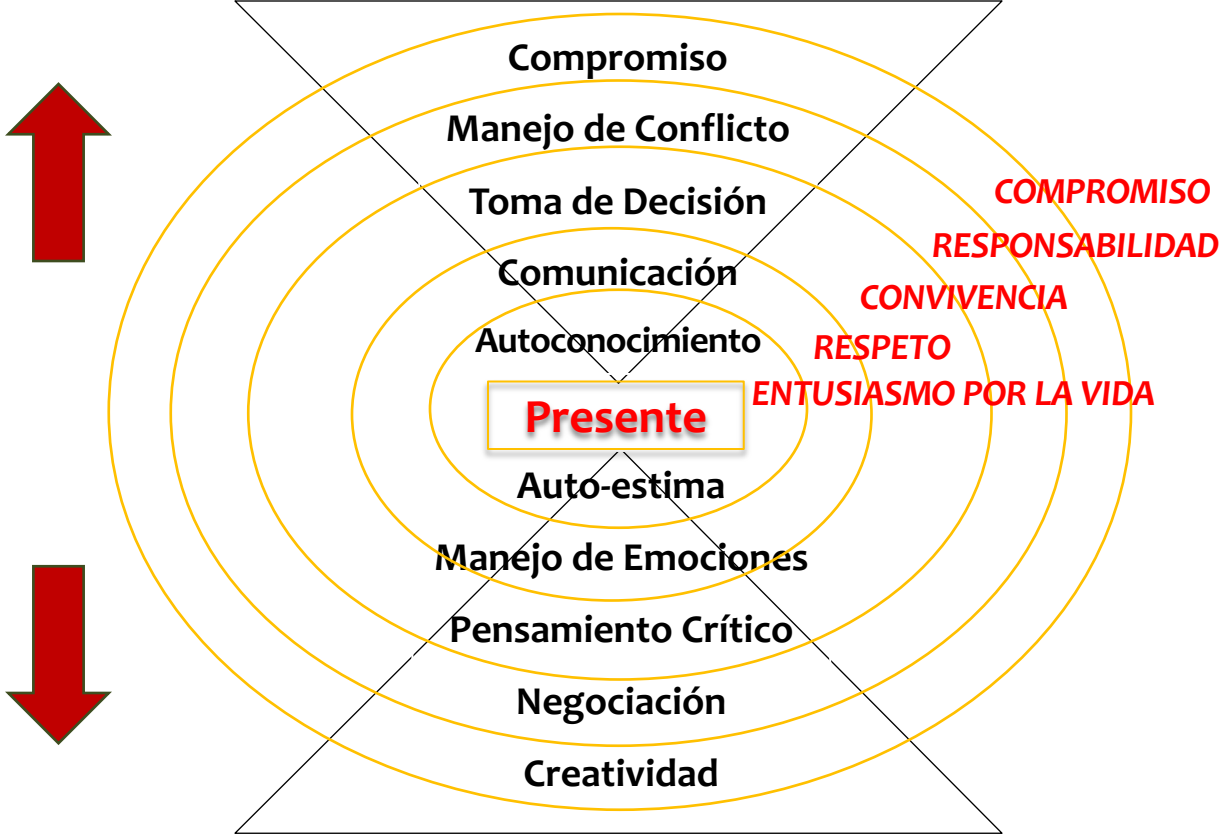 Compromiso
Manejo de Conflicto
Toma de Decisión
Comunicación
Autoconocimiento
Presente
Auto-estima
Manejo de Emociones
Pensamiento Crítico
Negociación
Creatividad
COMPROMISO
RESPONSABILIDAD
CONVIVENCIA
RESPETO
ENTUSIASMO POR LA VIDA